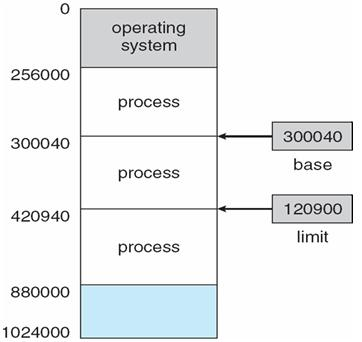 0
operating
system
256000
process
300040
300040
base
process
420940
120900
limit
process
880000
1024000